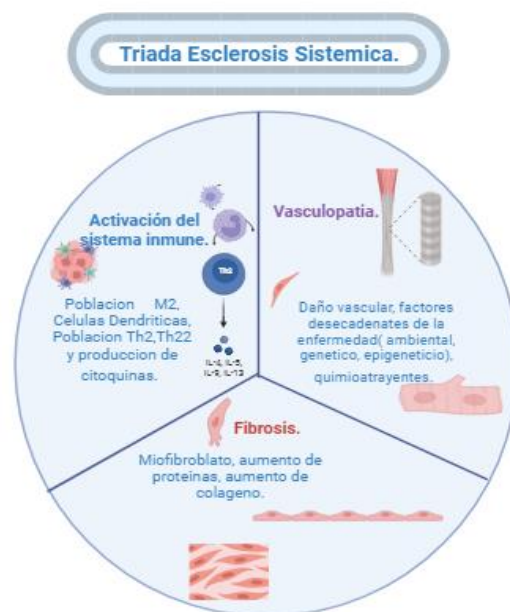 Triada Esclerosis Sistemica.
Activación del
sistema inmune.
Poblacion M2,
Celulas Dendriticas,
Poblacion Th2,Th22
y produccion de
citoquinas.
Th2
IL-4, IL-5,
IL-9, IL-13
Vasculopatia.
Daño vascular, factores
desecadenates de la
enfermedad( ambiental,
genetico, epigeneticio),
quimioatrayentes.
Fibrosis.
Miofibroblato, aumento de
proteinas, aumento de
colageno.